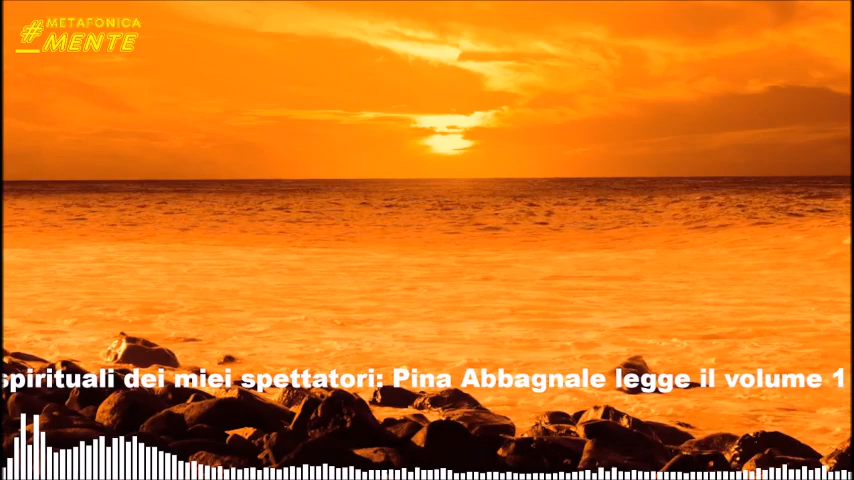 #METAFONICA
MENTE
spirituali dei miei spettatori: Pina Abbagnale legge il volume 1